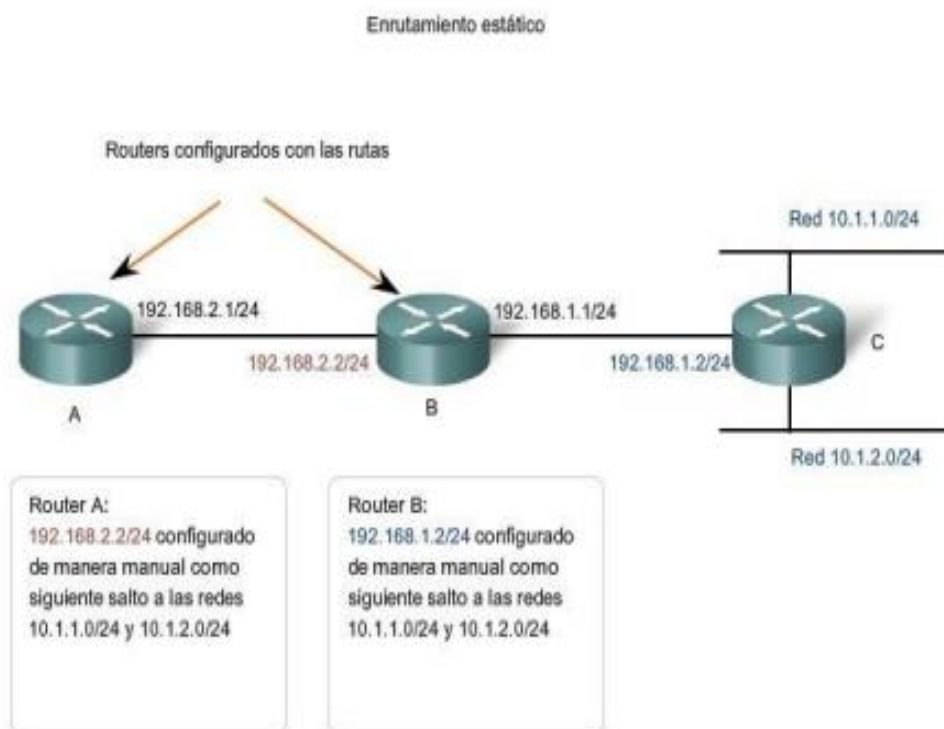 Enrutamiento estático
Routers configurados con las rutas
Red 10.1.1.0/24
192.168.2.1/24
192.168.1.1/24
192.168.2.2/24
192.168.1.2/24
C
A
B
Red 10.1.2.0/24
Router A:
192.168.2.2/24 configurado
de manera manual como
siguiente salto a las redes
10.1.1.0/24 y 10.1.2.0/24
Router B:
192.168.1.2/24 configurado
de manera manual como
siguiente salto a las redes
10.1.1.0/24 y 10.1.2.0/24